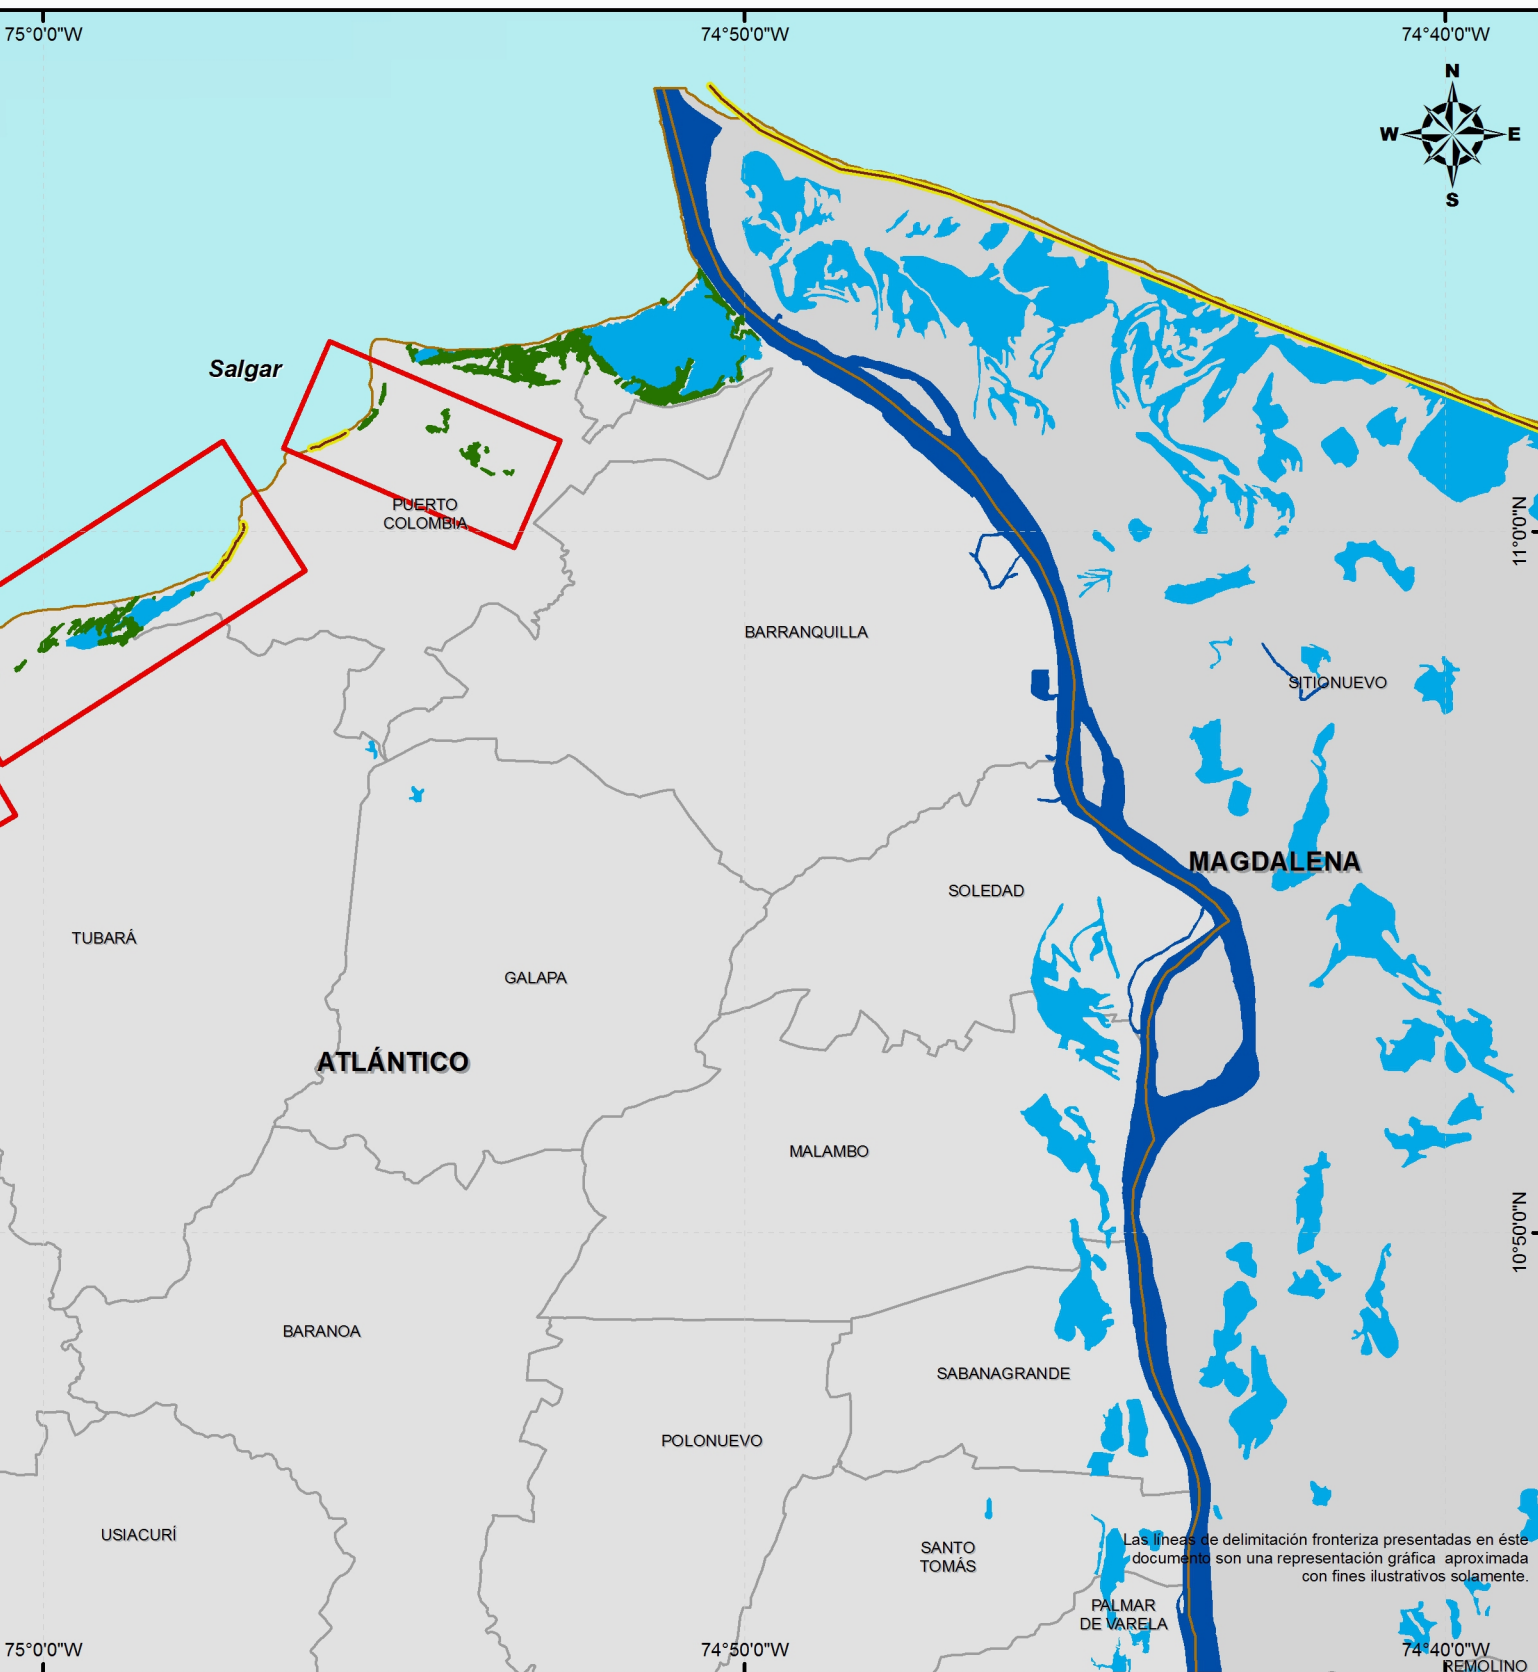 75°0'0"W
74°50'0"W
74°40'0"W
N
W
E
S
Salgar
PUERTO
COLOMBIA
11°0'0"N
BARRANQUILLA
SITIONUEVO
MAGDALENA
SOLEDAD
TUBARÁ
GALAPA
ATLÁNTICO
MALAMBO
10°50'0"N
BARANOA
SABANAGRANDE
POLONUEVO
USIACURÍ
SANTO
TOMÁS
Las líneas de delimitación fronteriza presentadas en éste
documento son una representación gráfica aproximada
con fines ilustrativos solamente.
PALMAR
DE VARELA
75°0'0"W
74°50'0"W
74°40'0"W
REMOLINO